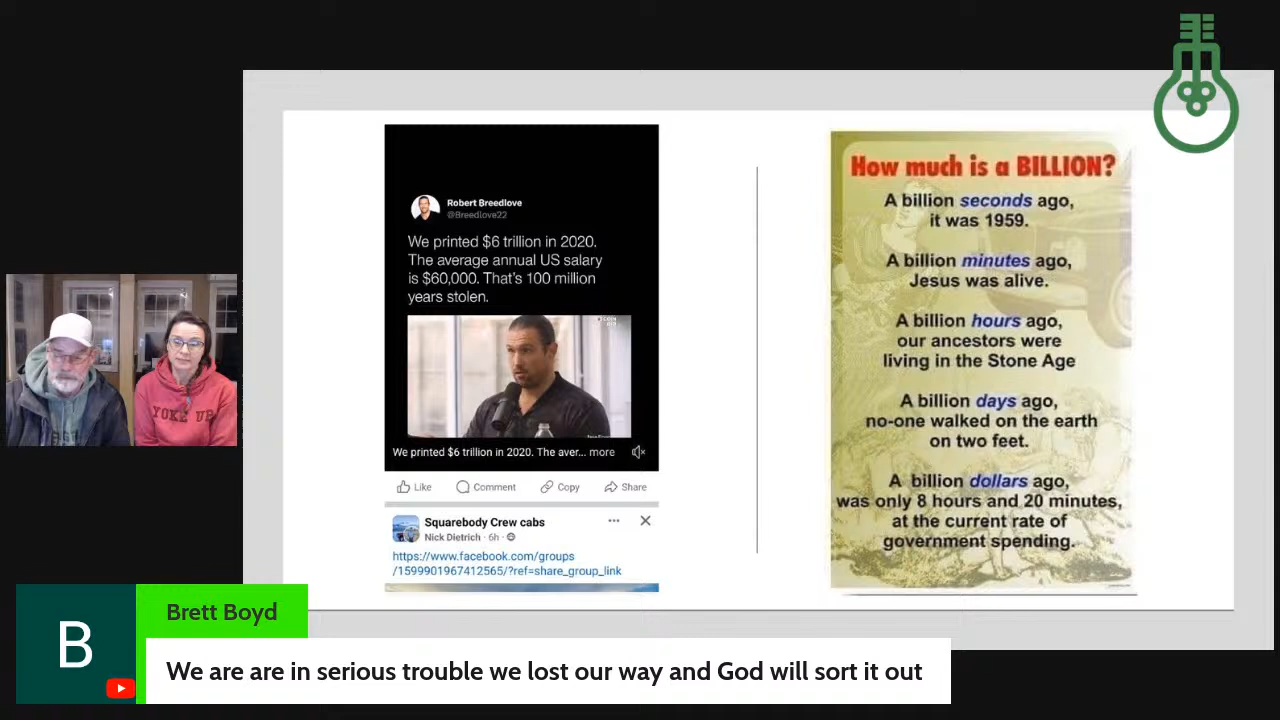 Robert Breedlove
@Breedlove22
We printed $6 trillion in 2020.
The average annual US salary
is $60,000. That's 100 million
years stolen.
We printed $6 trillion in 2020. The aver... more
Like
Comment
Copy
Share
Squarebody Crew cabs
Nick Dietrich · 6h ·
https://www.facebook.com/groups
/1599901967412565/?ref=share_group_link
How much is a BILLION?
A billion seconds ago,
it was 1959.
A billion minutes ago,
Jesus was alive.
A billion hours ago,
our ancestors were
living in the Stone Age
A billion days ago,
no-one walked on the earth
on two feet.
A billion dollars ago,
was only 8 hours and 20 minutes,
at the current rate of
government spending.
YOKE UP
B
Brett Boyd
We are are in serious trouble we lost our way and God will sort it out